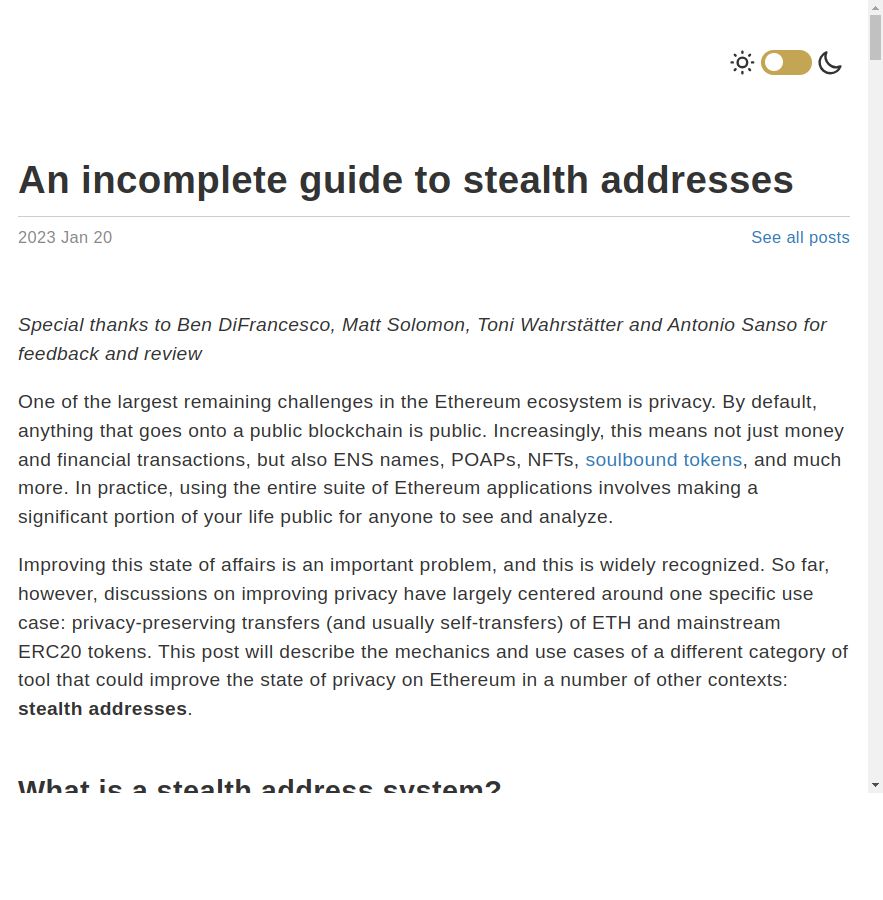 An incomplete guide to stealth addresses
2023 Jan 20
See all posts
Special thanks to Ben DiFrancesco, Matt Solomon, Toni Wahrstätter and Antonio Sanso for
feedback and review
One of the largest remaining challenges in the Ethereum ecosystem is privacy. By default,
anything that goes onto a public blockchain is public. Increasingly, this means not just money
and financial transactions, but also ENS names, POAPs, NFTs, soulbound tokens, and much
more. In practice, using the entire suite of Ethereum applications involves making a
significant portion of your life public for anyone to see and analyze.
Improving this state of affairs is an important problem, and this is widely recognized. So far,
however, discussions on improving privacy have largely centered around one specific use
case: privacy-preserving transfers (and usually self-transfers) of ETH and mainstream
ERC20 tokens. This post will describe the mechanics and use cases of a different category of
tool that could improve the state of privacy on Ethereum in a number of other contexts:
stealth addresses.
What is a stealth address system?